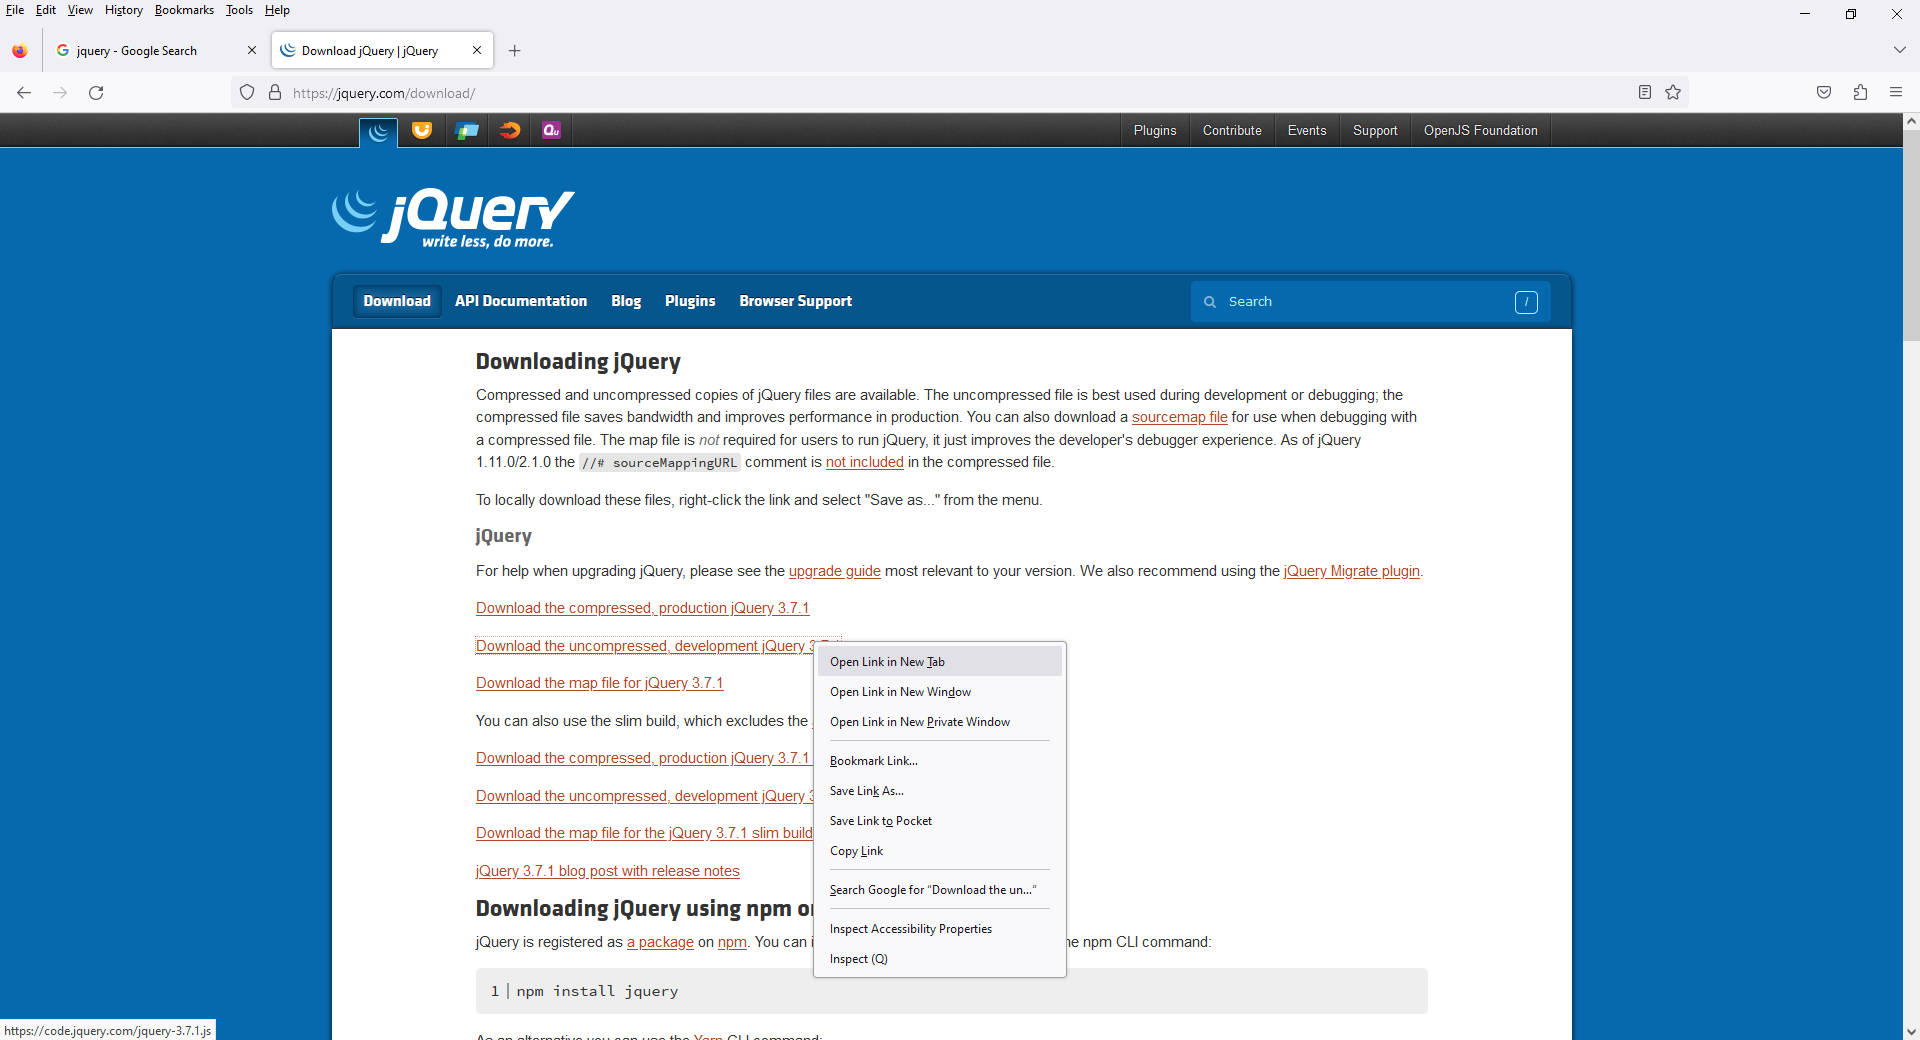 File Edit View History Bookmarks Tools Help
jquery - Google Search
Download jQuery | jQuery
https://jquery.com/download/
Plugins Contribute Events Support OpenJS Foundation
jQuery
write less, do more.
Download API Documentation Blog Plugins Browser Support Search /
Downloading jQuery
Compressed and uncompressed copies of jQuery files are available. The uncompressed file is best used during development or debugging; the
compressed file saves bandwidth and improves performance in production. You can also download a sourcemap file for use when debugging with
a compressed file. The map file is not required for users to run jQuery, it just improves the developer's debugger experience. As of jQuery
1.11.0/2.1.0 the //# sourceMappingURL comment is not included in the compressed file.
To locally download these files, right-click the link and select "Save as..." from the menu.
jQuery
For help when upgrading jQuery, please see the upgrade guide most relevant to your version. We also recommend using the jQuery Migrate plugin.
Download the compressed, production jQuery 3.7.1
Download the uncompressed, development jQuery
Download the map file for jQuery 3.7.1
You can also use the slim build, which excludes the
Download the compressed, production jQuery 3.7.1
Download the uncompressed, development jQuery 3
Download the map file for the jQuery 3.7.1 slim build
jQuery 3.7.1 blog post with release notes
Downloading jQuery using npm
jQuery is registered as a package on npm. You can
npm CLI command:
1 npm install jquery
As an alternative you can use the Yarn CLI command:
Open Link in New Tab
Open Link in New Window
Open Link in New Private Window
Bookmark Link...
Save Link As...
Save Link to Pocket
Copy Link
Search Google for “Download the un...”
Inspect Accessibility Properties
Inspect (Q)
https://code.jquery.com/jquery-3.7.1.js